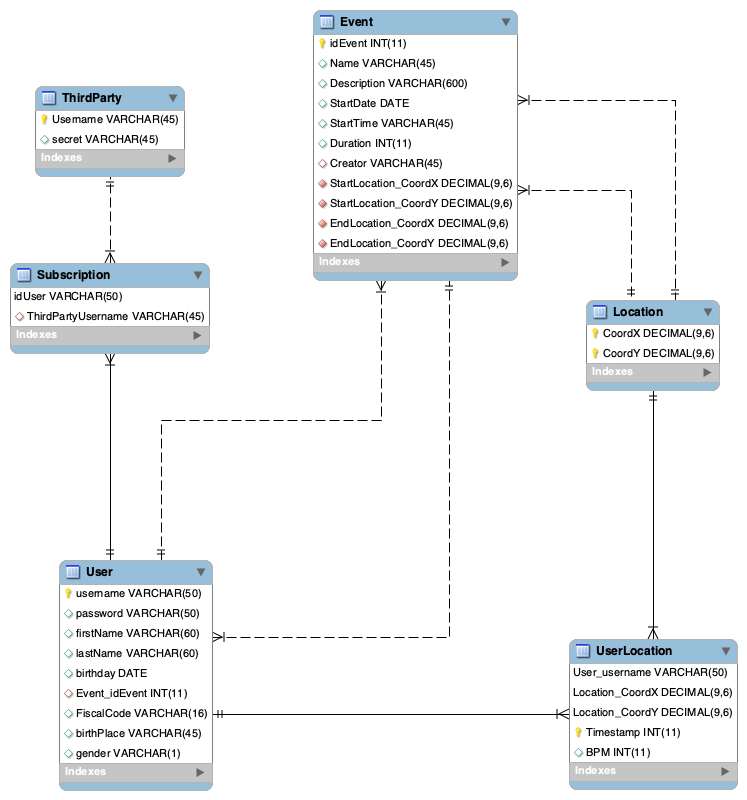 Event
idEvent INT(11)
Name VARCHAR(45)
Description VARCHAR(600)
StartDate DATE
StartTime VARCHAR(45)
Duration INT(11)
Creator VARCHAR(45)
StartLocation_CoordX DECIMAL(9,6)
StartLocation_CoordY DECIMAL(9,6)
EndLocation_CoordX DECIMAL(9,6)
EndLocation_CoordY DECIMAL(9,6)
Indexes
ThirdParty
Username VARCHAR(45)
secret VARCHAR(45)
Indexes
Subscription
idUser VARCHAR(50)
ThirdPartyUsername VARCHAR(45)
Indexes
Location
CoordX DECIMAL(9,6)
CoordY DECIMAL(9,6)
Indexes
User
username VARCHAR(50)
password VARCHAR(50)
firstName VARCHAR(60)
lastName VARCHAR(60)
birthday DATE
Event_idEvent INT(11)
FiscalCode VARCHAR(16)
birthPlace VARCHAR(45)
gender VARCHAR(1)
Indexes
UserLocation
User_username VARCHAR(50)
Location_CoordX DECIMAL(9,6)
Location_CoordY DECIMAL(9,6)
Timestamp INT(11)
BPM INT(11)
Indexes